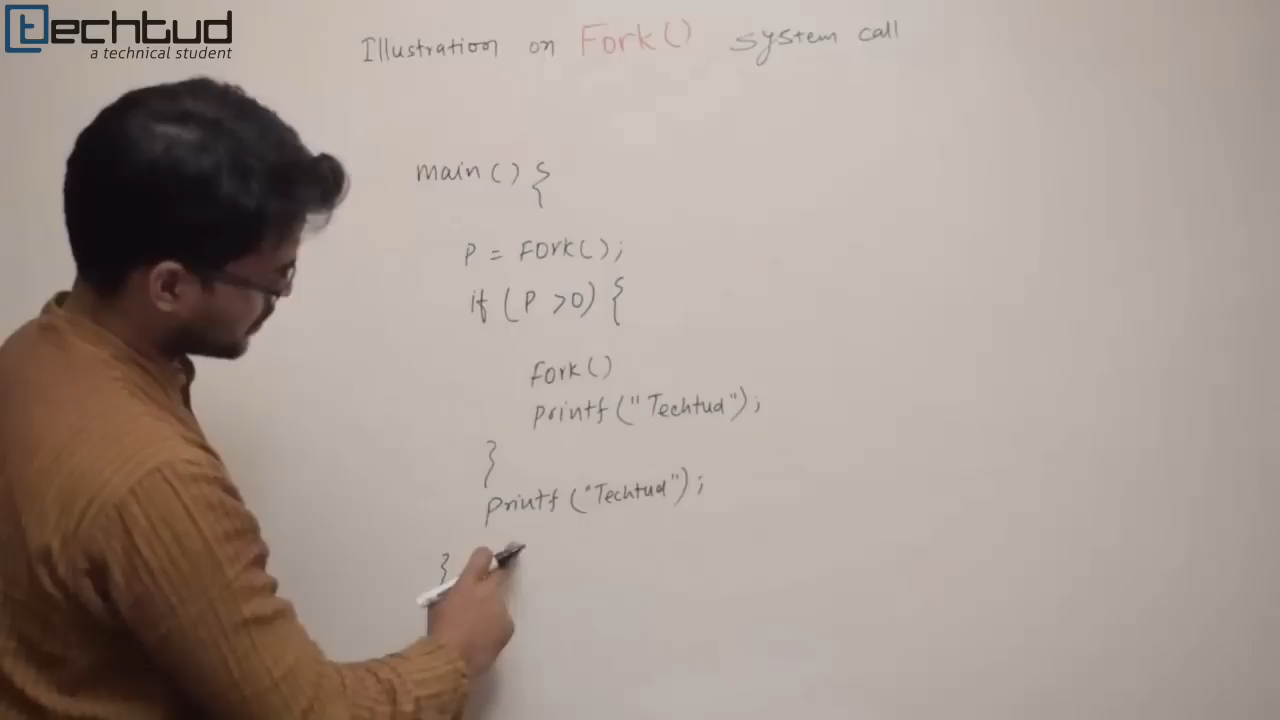 techtud
a technical student
Illustration on Fork() system call
main() {
P = Fork();
if (P >0) {
Fork()
printf("Techtud");
}
printf("Techtud");
}